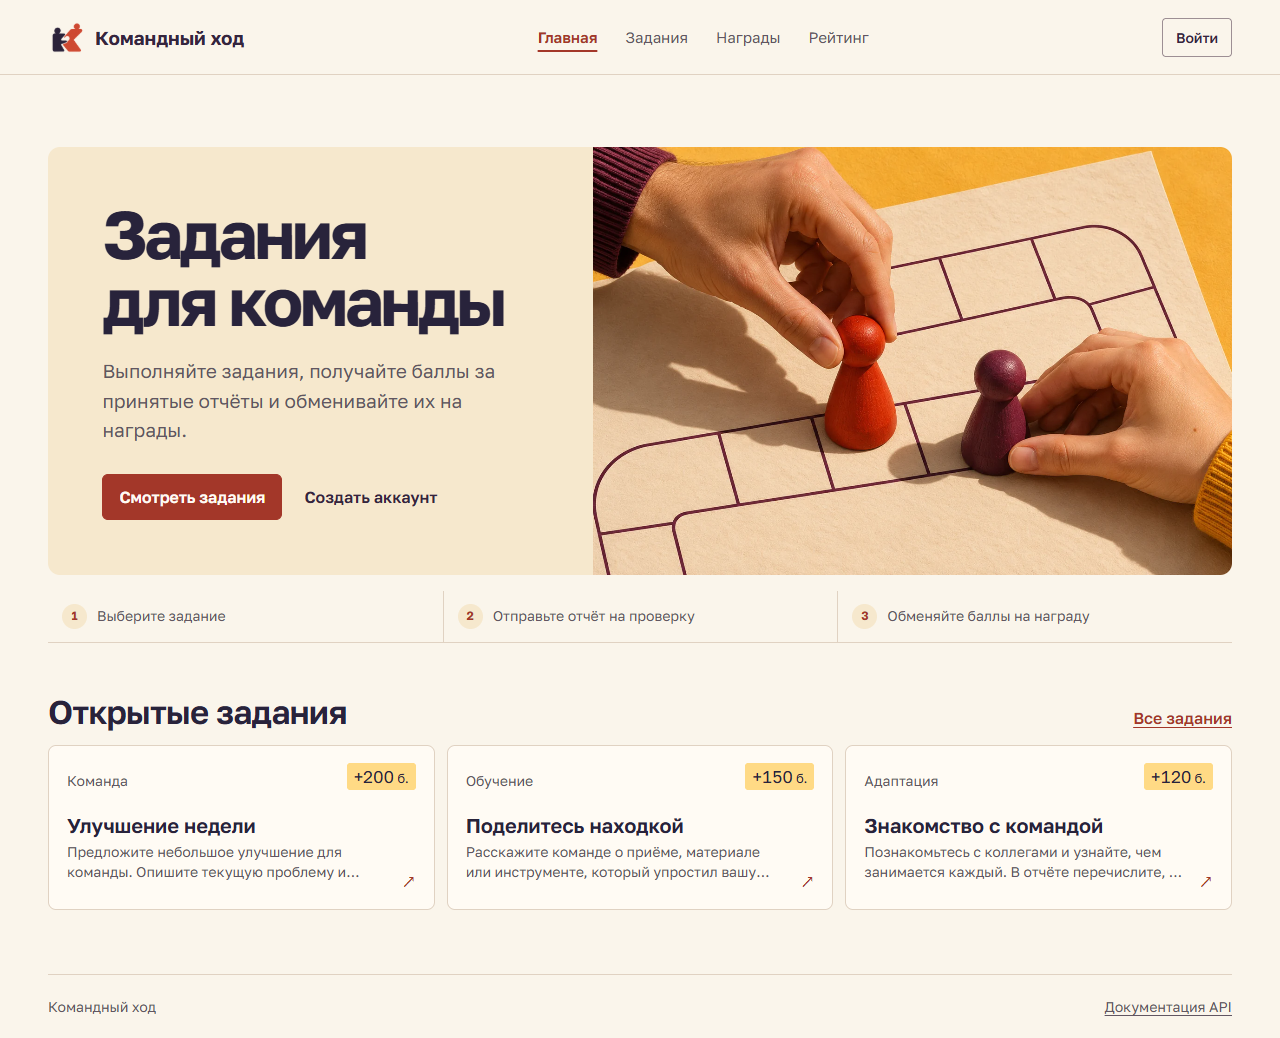 Командный ход
Главная
Задания
Награды
Рейтинг
Войти
Задания
для команды
Выполняйте задания, получайте баллы за
принятые отчёты и обменивайте их на
награды.
Смотреть задания
Создать аккаунт
1 Выберите задание
2 Отправьте отчёт на проверку
3 Обменяйте баллы на награду
Открытые задания
Все задания
Команда
+200 б.
Улучшение недели
Предложите небольшое улучшение для
команды. Опишите текущую проблему и…
↗
Обучение
+150 б.
Поделитесь находкой
Расскажите команде о приёме, материале
или инструменте, который упростил вашу…
↗
Адаптация
+120 б.
Знакомство с командой
Познакомьтесь с коллегами и узнайте, чем
занимается каждый. В отчёте перечислите, …
↗
Командный ход
Документация API